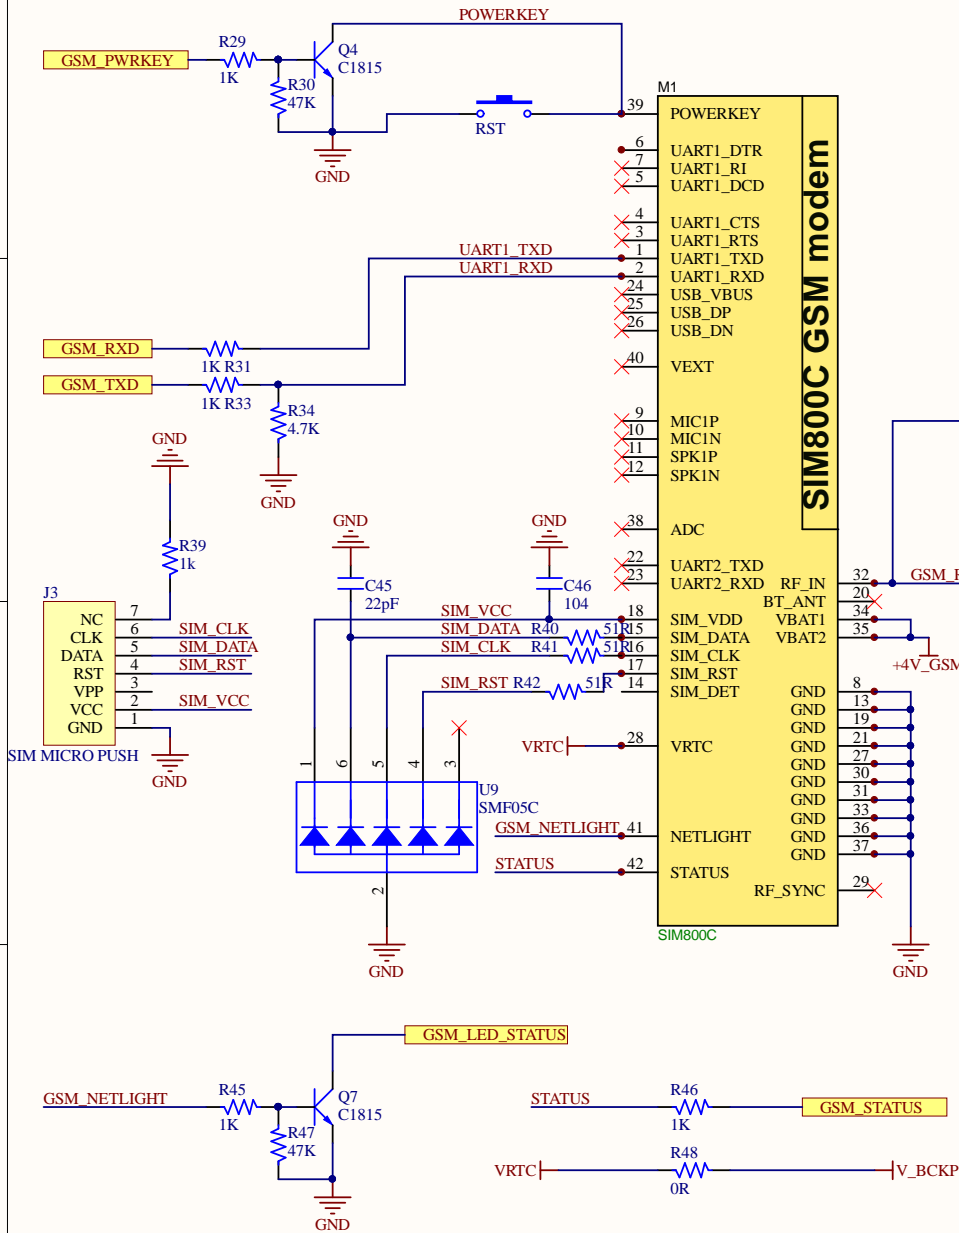 POWERKEY
R29
GSM_PWRKEY
1K
Q4
C1815
R30
47K
GND
RST
M1
39 POWERKEY
6 UART1_DTR
7 UART1_RI
5 UART1_DCD
4 UART1_CTS
3 UART1_RTS
UART1_TXD 1 UART1_TXD
UART1_RXD 2 UART1_RXD
24 USB_VBUS
25 USB_DP
26 USB_DN
40 VEXT
9 MIC1P
10 MIC1N
11 SPK1P
12 SPK1N
38 ADC
22 UART2_TXD
23 UART2_RXD
SIM800C GSM modem
GSM_RXD
1K R31
GSM_TXD
1K R33
R34
4.7K
GND
GND
R39
1k
GND
C45
22pF
GND
C46
104
RF_IN 32
BT_ANT 20
VBAT1 34
VBAT2 35
+4V_GSM
SIM_VCC 18 SIM_VDD
SIM_DATA R40 51R 15 SIM_DATA
SIM_CLK R41 51R 16 SIM_CLK
17 SIM_RST
SIM_RST R42 51R 14 SIM_DET
J3
NC 7
CLK 6 SIM_CLK
DATA 5 SIM_DATA
RST 4 SIM_RST
VPP 3
VCC 2 SIM_VCC
GND 1
SIM MICRO PUSH
GND
VRTC 28 VRTC
GND 8
GND 13
GND 19
GND 21
GND 27
GND 30
GND 31
GND 33
GND 36
GND 37
RF_SYNC 29
1 6 5 4 3
U9
SMF05C
2
GND
GSM_NETLIGHT 41 NETLIGHT
STATUS 42 STATUS
SIM800C
GND
GSM_LED_STATUS
GSM_NETLIGHT
R45
1K
Q7
C1815
R47
47K
GND
STATUS
R46
1K
GSM_STATUS
VRTC
R48
0R
V_BCKP